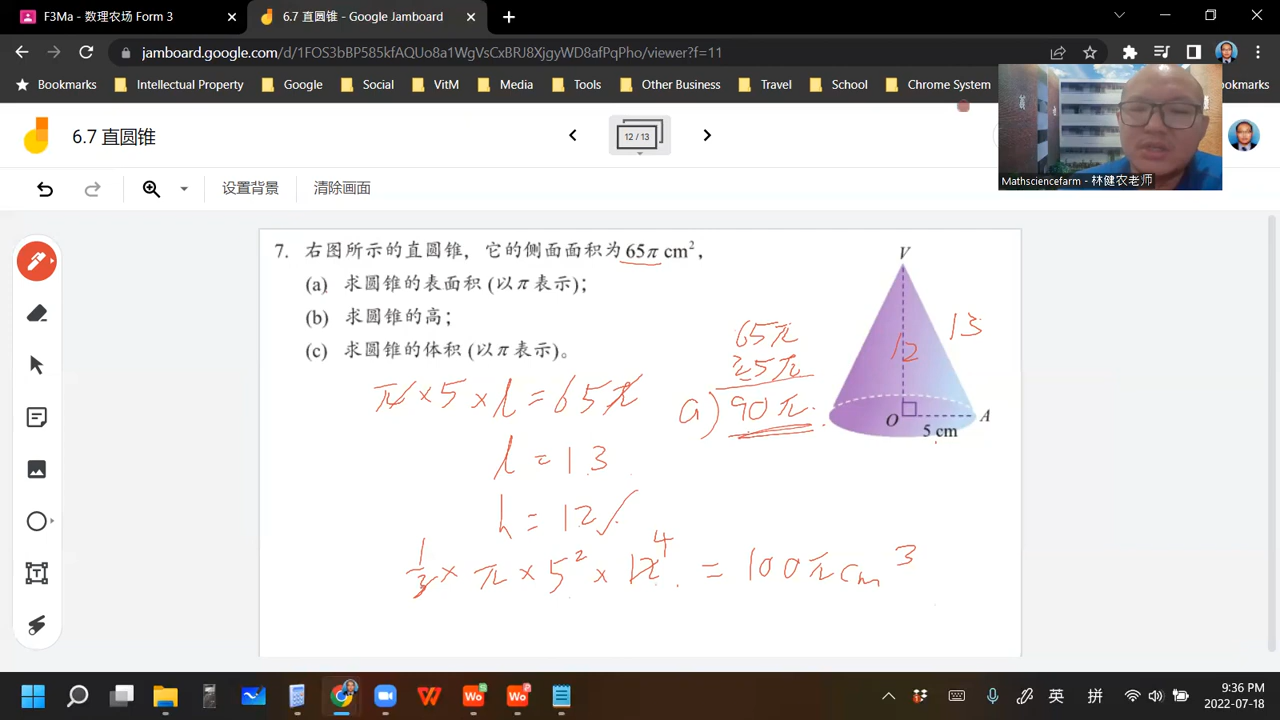 F3Ma - 数理农场 Form 3
6.7 直圆锥 - Google Jamboard
jamboard.google.com/d/1FOS3bBP585kfAQUo8a1WgVsCxBRJ8XjgyWD8afPqPho/viewer?f=11
Bookmarks
Intellectual Property
Google
Social
VitM
Media
Tools
Other Business
Travel
School
Chrome System
okmarks
6.7 直圆锥
12 / 13
Mathsciencefarm - 林健农老师
设置背景
清除画面
7. 右图所示的直圆锥，它的侧面面积为 65π cm²，
(a) 求圆锥的表面积 (以 π 表示)；
(b) 求圆锥的高；
(c) 求圆锥的体积 (以 π 表示)。
V
13
12
O
A
5 cm
65π
25π
a) 90π
π × 5 × l = 65π
l = 13
h = 12
1/3 × π × 5² × 12 4 = 100π cm³
Wo
Wo
英
拼
9:36 PM
2022-07-18